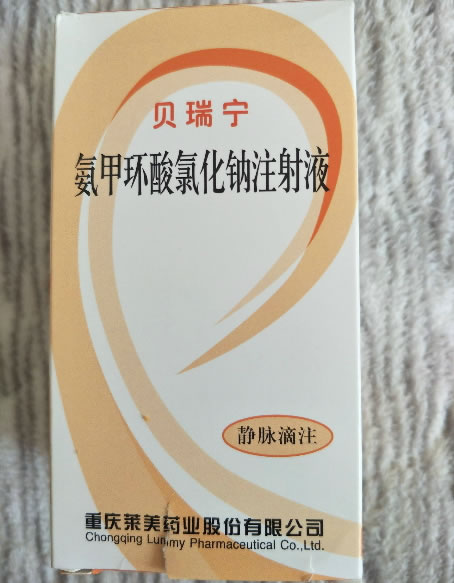 贝瑞宁
氨甲环酸氯化钠注射液
静脉滴注
重庆莱美药业股份有限公司
Chongqing Lummy Pharmaceutical Co.,Ltd.